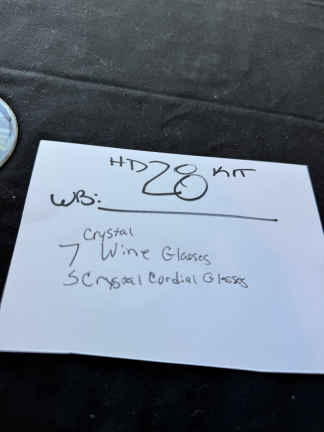 HD 28 KIT
WB:
Crystal
7 Wine Glasses
5 Crystal Cordial Glasses